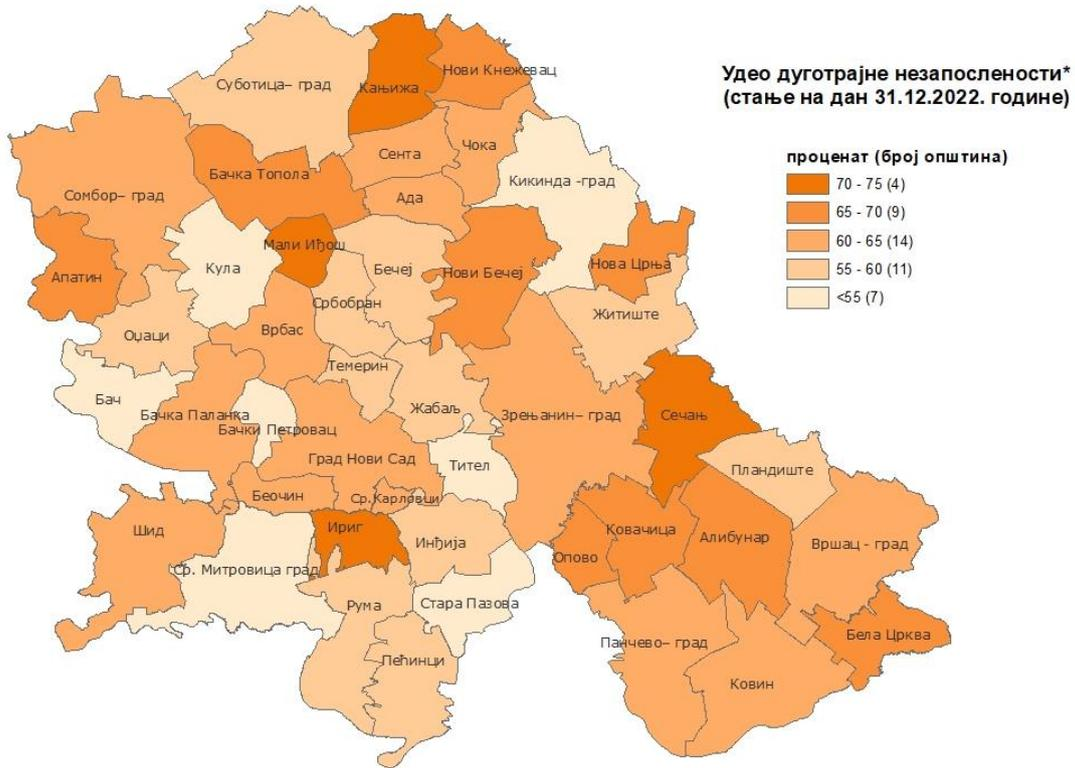 Удео дуготрајне незапослености*
(стање на дан 31.12.2022. године)
проценат (број општина)
70 - 75 (4)
65 - 70 (9)
60 - 65 (14)
55 - 60 (11)
<55 (7)
Суботица– град
Кањижа
Нови Кнежевац
Сента
Чока
Бачка Топола
Кикинда -град
Сомбор– град
Ада
Мали Иђош
Кула
Бечеј
Нови Бечеј
Нова Црња
Апатин
Србобран
Житиште
Оџаци
Врбас
Темерин
Бач
Бачка Паланка
Жабаљ
Зрењанин– град
Сечањ
Бачки Петровац
Град Нови Сад
Тител
Пландиште
Беочин
Ср.Карловци
Шид
Ириг
Инђија
Ковачица
Алибунар
Вршац - град
Опово
Ср. Митровица град
Рума
Стара Пазова
Бела Црква
Панчево– град
Пећинци
Ковин